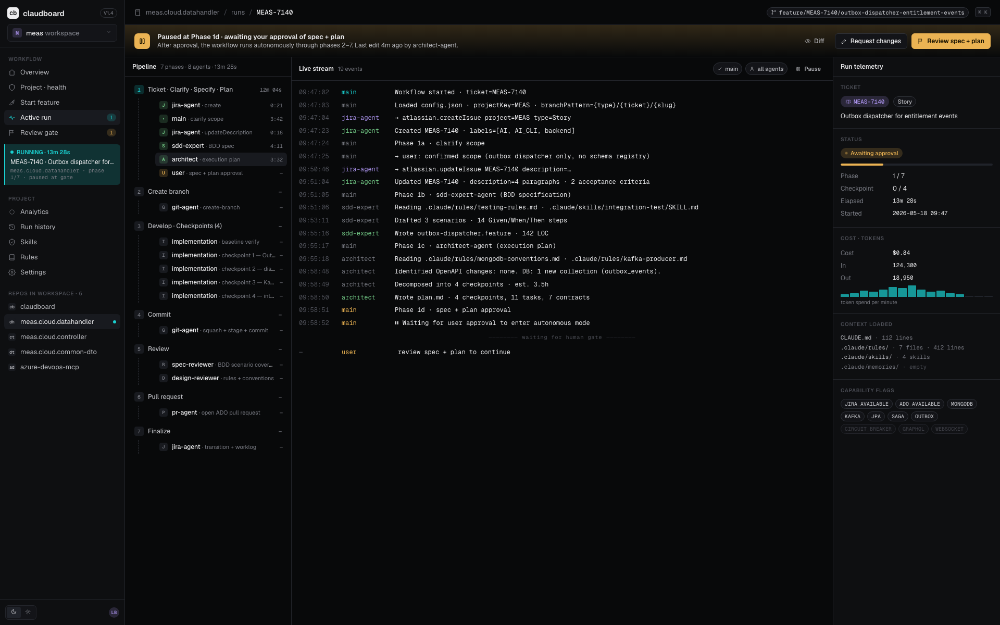 cb claudboard V1.4
M meas workspace
WORKFLOW
Overview
Project · health
Start feature
Active run 1
Review gate 1
RUNNING · 13m 28s
MEAS-7140 · Outbox dispatcher for…
meas.cloud.datahandler · phase
1/7 · paused at gate
PROJECT
Analytics
Run history
Skills
Rules
Settings
REPOS IN WORKSPACE · 6
cb claudboard
dh meas.cloud.datahandler
ct meas.cloud.controller
dt meas.cloud.common-dto
ad azure-devops-mcp
LB
meas.cloud.datahandler / runs / MEAS-7140
feature/MEAS-7140/outbox-dispatcher-entitlement-events
⌘ K
Paused at Phase 1d · awaiting your approval of spec + plan
After approval, the workflow runs autonomously through phases 2–7. Last edit 4m ago by architect-agent.
Diff
Request changes
Review spec + plan
Pipeline 7 phases · 8 agents · 13m 28s
1 Ticket · Clarify · Specify · Plan 12m 04s
J jira-agent · create 0:21
• main · clarify scope 3:42
J jira-agent · updateDescription 0:18
S sdd-expert · BDD spec 4:11
A architect · execution plan 3:32
U user · spec + plan approval —
2 Create branch —
G git-agent · create-branch —
3 Develop · Checkpoints (4) —
I implementation · baseline verify —
I implementation · checkpoint 1 — Out… —
I implementation · checkpoint 2 — dis… —
I implementation · checkpoint 3 — Ka… —
I implementation · checkpoint 4 — int… —
4 Commit —
G git-agent · squash + stage + commit —
5 Review —
R spec-reviewer · BDD scenario cover… —
D design-reviewer · rules + conventions —
6 Pull request —
P pr-agent · open ADO pull request —
7 Finalize —
J jira-agent · transition + worklog —
Live stream 19 events
main
all agents
Pause
09:47:02 main Workflow started · ticket=MEAS-7140
09:47:03 main Loaded config.json · projectKey=MEAS · branchPattern={type}/{ticket}/{slug}
09:47:04 jira-agent → atlassian.createIssue project=MEAS type=Story
09:47:23 jira-agent Created MEAS-7140 · labels=[AI, AI_CLI, backend]
09:47:24 main Phase 1a · clarify scope
09:47:25 main → user: confirmed scope (outbox dispatcher only, no schema registry)
09:50:46 jira-agent → atlassian.updateIssue MEAS-7140 description=…
09:51:04 jira-agent Updated MEAS-7140 · description=4 paragraphs · 2 acceptance criteria
09:51:05 main Phase 1b · sdd-expert-agent (BDD specification)
09:51:06 sdd-expert Reading .claude/rules/testing-rules.md · .claude/skills/integration-test/SKILL.md
09:53:11 sdd-expert Drafted 3 scenarios · 14 Given/When/Then steps
09:55:16 sdd-expert Wrote outbox-dispatcher.feature · 142 LOC
09:55:17 main Phase 1c · architect-agent (execution plan)
09:55:18 architect Reading .claude/rules/mongodb-conventions.md · .claude/rules/kafka-producer.md
09:58:48 architect Identified OpenAPI changes: none. DB: 1 new collection (outbox_events).
09:58:49 architect Decomposed into 4 checkpoints · est. 3.5h
09:58:50 architect Wrote plan.md · 4 checkpoints, 11 tasks, 7 contracts
09:58:51 main Phase 1d · spec + plan approval
09:58:52 main ⏸ Waiting for user approval to enter autonomous mode
waiting for human gate
— user review spec + plan to continue
Run telemetry
TICKET
MEAS-7140 Story
Outbox dispatcher for entitlement events
STATUS
Awaiting approval
Phase 1 / 7
Checkpoint 0 / 4
Elapsed 13m 28s
Started 2026-05-18 09:47
COST · TOKENS
Cost $0.84
In 124,300
Out 18,950
token spend per minute
CONTEXT LOADED
CLAUDE.md · 112 lines
.claude/rules/ · 7 files · 412 lines
.claude/skills/ · 4 skills
.claude/memories/ · empty
CAPABILITY FLAGS
JIRA_AVAILABLE ADO_AVAILABLE MONGODB
KAFKA JPA SAGA OUTBOX
CIRCUIT_BREAKER GRAPHQL WEBSOCKET